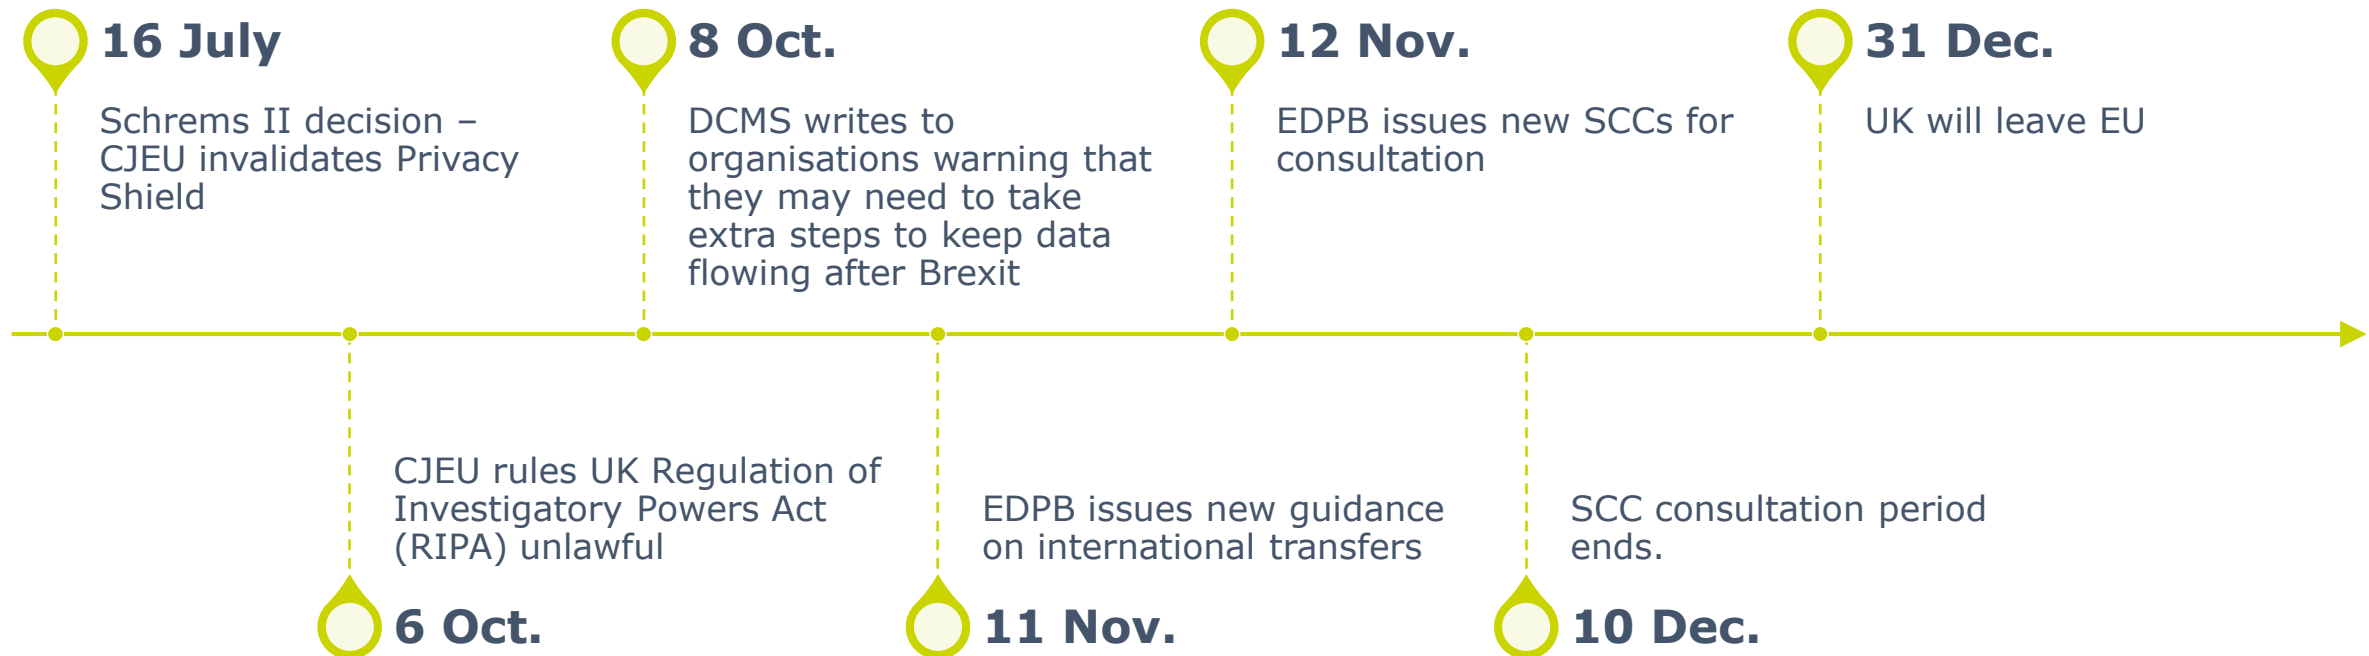 16 July
Schrems II decision –
CJEU invalidates Privacy
Shield
CJEU rules UK Regulation of
Investigatory Powers Act
(RIPA) unlawful
6 Oct.
8 Oct.
DCMS writes to
organisations warning that
they may need to take
extra steps to keep data
flowing after Brexit
EDPB issues new guidance
on international transfers
11 Nov.
12 Nov.
EDPB issues new SCCs for
consultation
SCC consultation period
ends.
10 Dec.
31 Dec.
UK will leave EU